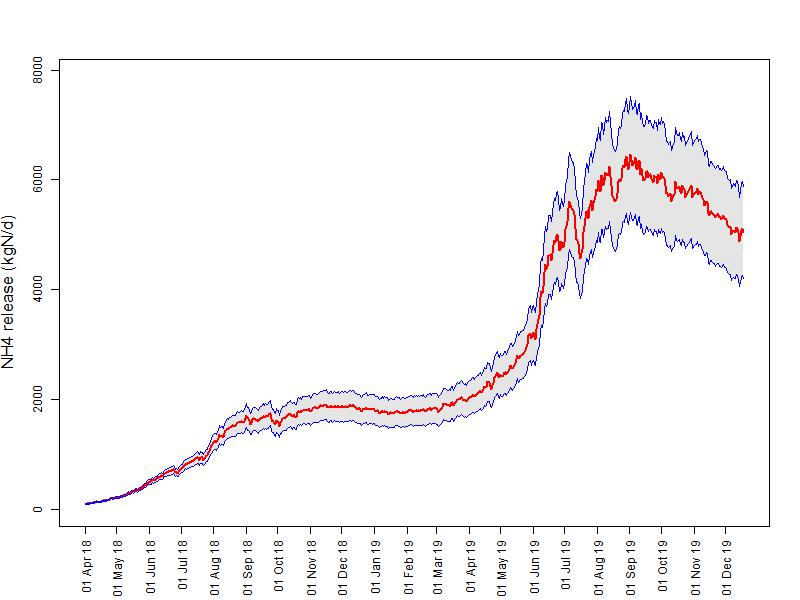 NH4 release (kgN/d)
8000
6000
4000
2000
0
01 Apr 18
01 May 18
01 Jun 18
01 Jul 18
01 Aug 18
01 Sep 18
01 Oct 18
01 Nov 18
01 Dec 18
01 Jan 19
01 Feb 19
01 Mar 19
01 Apr 19
01 May 19
01 Jun 19
01 Jul 19
01 Aug 19
01 Sep 19
01 Oct 19
01 Nov 19
01 Dec 19